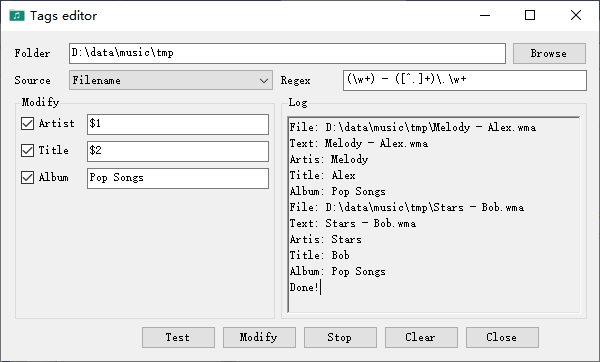 Tags editor
Folder D:\data\music\tmp Browse
Source Filename Regex (\w+) - ([^.]+)\.\w+
Modify
Artist $1
Title $2
Album Pop Songs
Log
File: D:\data\music\tmp\Melody - Alex.wma
Text: Melody - Alex.wma
Artis: Melody
Title: Alex
Album: Pop Songs
File: D:\data\music\tmp\Stars - Bob.wma
Text: Stars - Bob.wma
Artis: Stars
Title: Bob
Album: Pop Songs
Done!
Test Modify Stop Clear Close